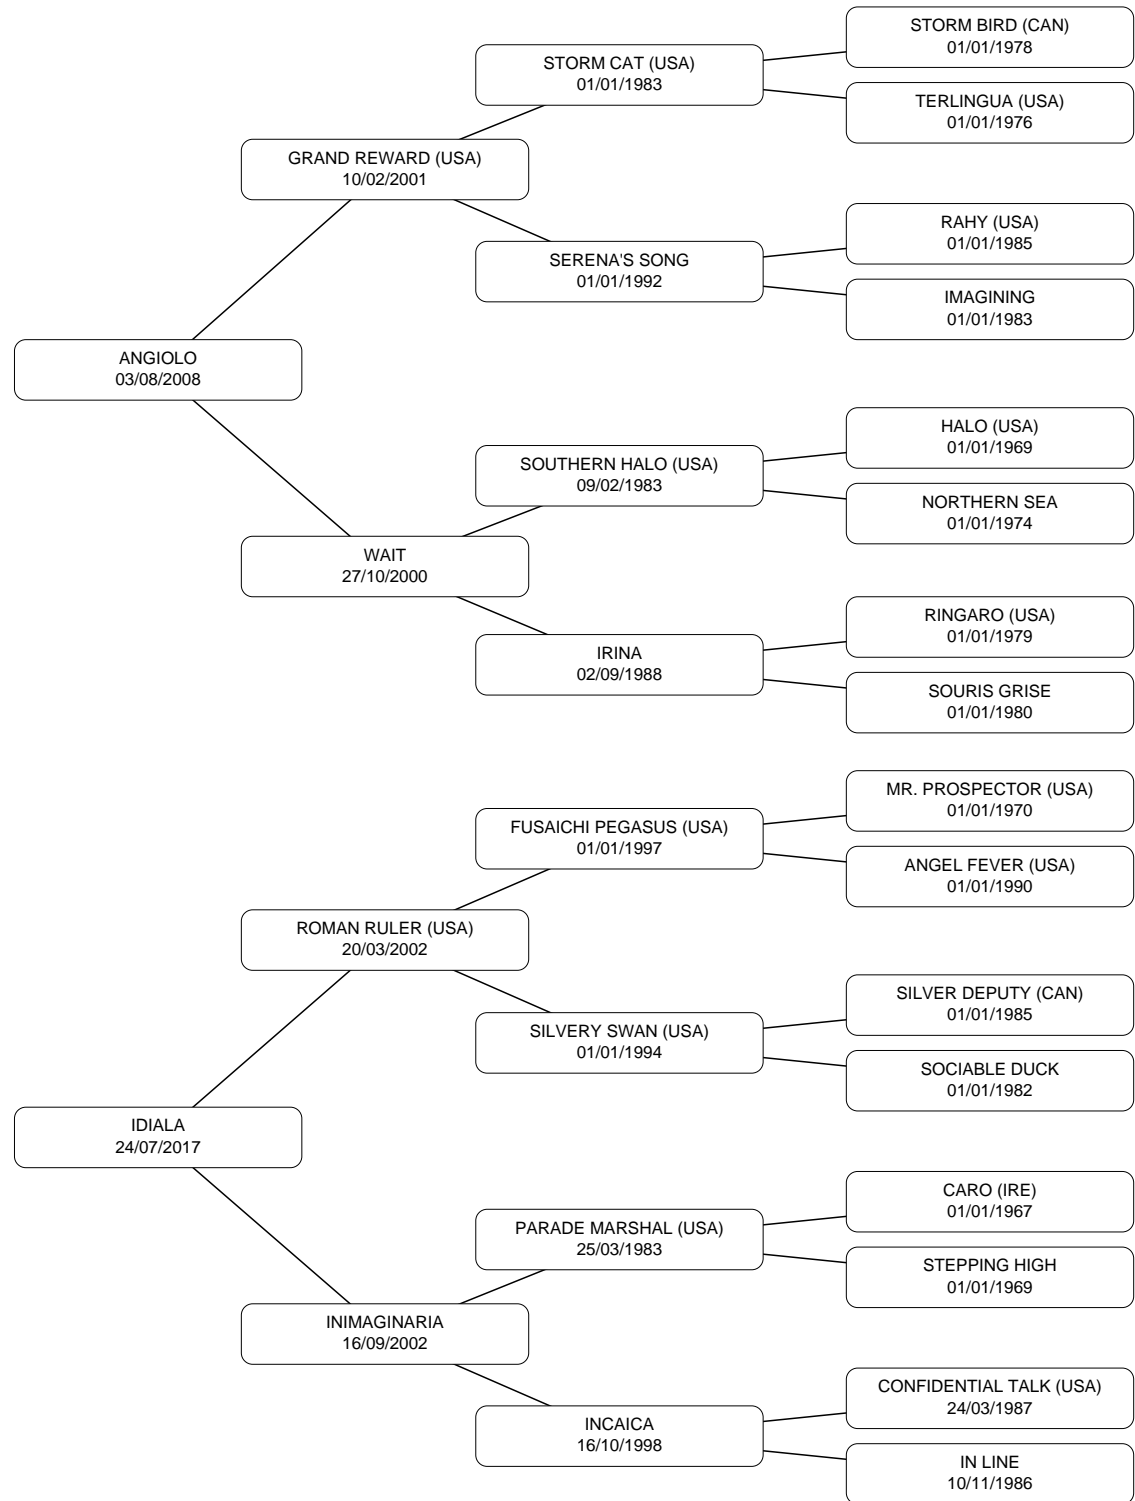 STORM BIRD (CAN)
01/01/1978
STORM CAT (USA)
01/01/1983
TERLINGUA (USA)
01/01/1976
GRAND REWARD (USA)
10/02/2001
RAHY (USA)
01/01/1985
SERENA'S SONG
01/01/1992
IMAGINING
01/01/1983
ANGIOLO
03/08/2008
HALO (USA)
01/01/1969
SOUTHERN HALO (USA)
09/02/1983
NORTHERN SEA
01/01/1974
WAIT
27/10/2000
RINGARO (USA)
01/01/1979
IRINA
02/09/1988
SOURIS GRISE
01/01/1980
MR. PROSPECTOR (USA)
01/01/1970
FUSAICHI PEGASUS (USA)
01/01/1997
ANGEL FEVER (USA)
01/01/1990
ROMAN RULER (USA)
20/03/2002
SILVER DEPUTY (CAN)
01/01/1985
SILVERY SWAN (USA)
01/01/1994
SOCIABLE DUCK
01/01/1982
IDIALA
24/07/2017
CARO (IRE)
01/01/1967
PARADE MARSHAL (USA)
25/03/1983
STEPPING HIGH
01/01/1969
INIMAGINARIA
16/09/2002
CONFIDENTIAL TALK (USA)
24/03/1987
INCAICA
16/10/1998
IN LINE
10/11/1986